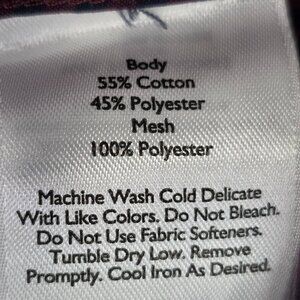 Body
55% Cotton
45% Polyester
Mesh
100% Polyester
Machine Wash Cold Delicate
With Like Colors. Do Not Bleach.
Do Not Use Fabric Softeners.
Tumble Dry Low. Remove
Promptly. Cool Iron As Desired.